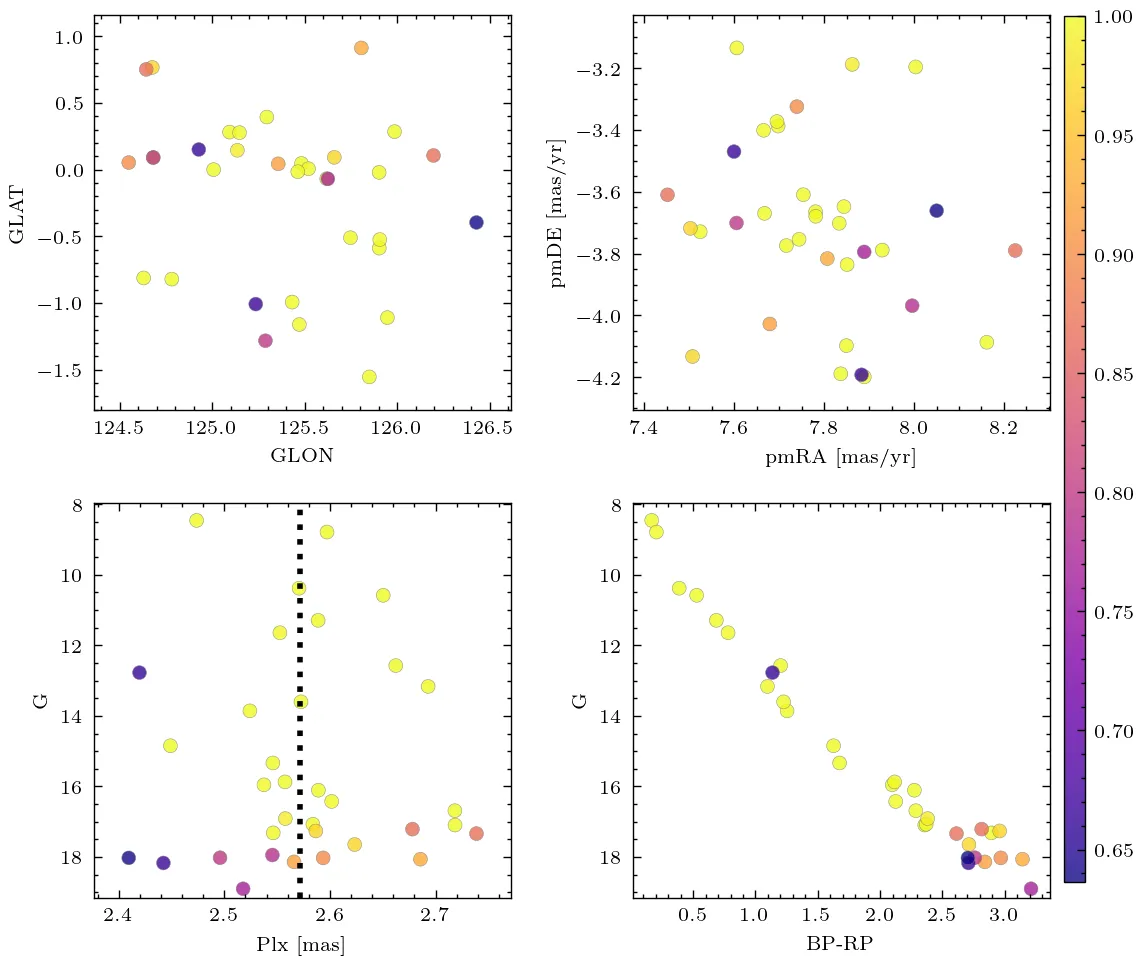 1.0
0.5
0.0
−0.5
−1.0
−1.5
GLAT
124.5 125.0 125.5 126.0 126.5
GLON
−3.2
−3.4
−3.6
−3.8
−4.0
−4.2
pmDE [mas/yr]
7.4 7.6 7.8 8.0 8.2
pmRA [mas/yr]
8
10
12
14
16
18
G
2.4 2.5 2.6 2.7
Plx [mas]
8
10
12
14
16
18
G
0.5 1.0 1.5 2.0 2.5 3.0
BP-RP
1.00
0.95
0.90
0.85
0.80
0.75
0.70
0.65